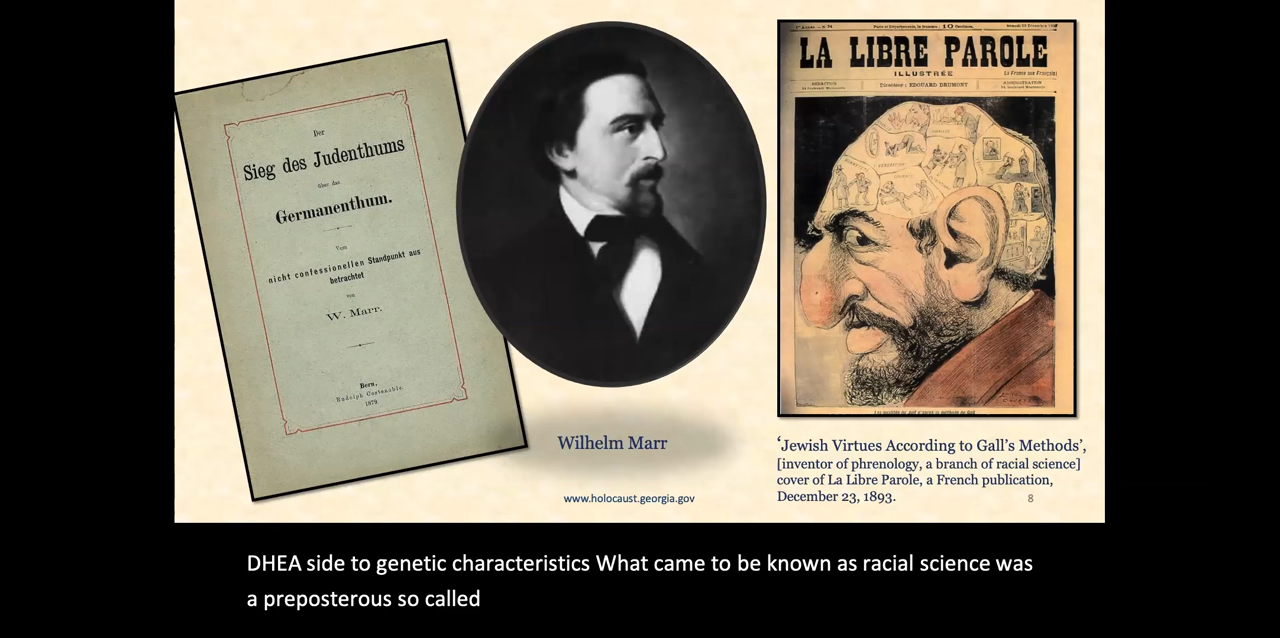 Der
Sieg des Judenthums
über das
Germanenthum.
Vom
nicht confessionellen Standpunkt aus
betrachtet
von
W. Marr.
Bern,
Rudolph Costenoble
1879
Wilhelm Marr
www.holocaust.georgia.gov
10
LA LIBRE PAROLE
ILLUSTRÉE
La France aux Français!
RÉDACTION
Directeur : EDOUARD DRUMONT
ADMINISTRATION
‘Jewish Virtues According to Gall’s Methods’,
[inventor of phrenology, a branch of racial science]
cover of La Libre Parole, a French publication,
December 23, 1893.
8
DHEA side to genetic characteristics What came to be known as racial science was
a preposterous so called